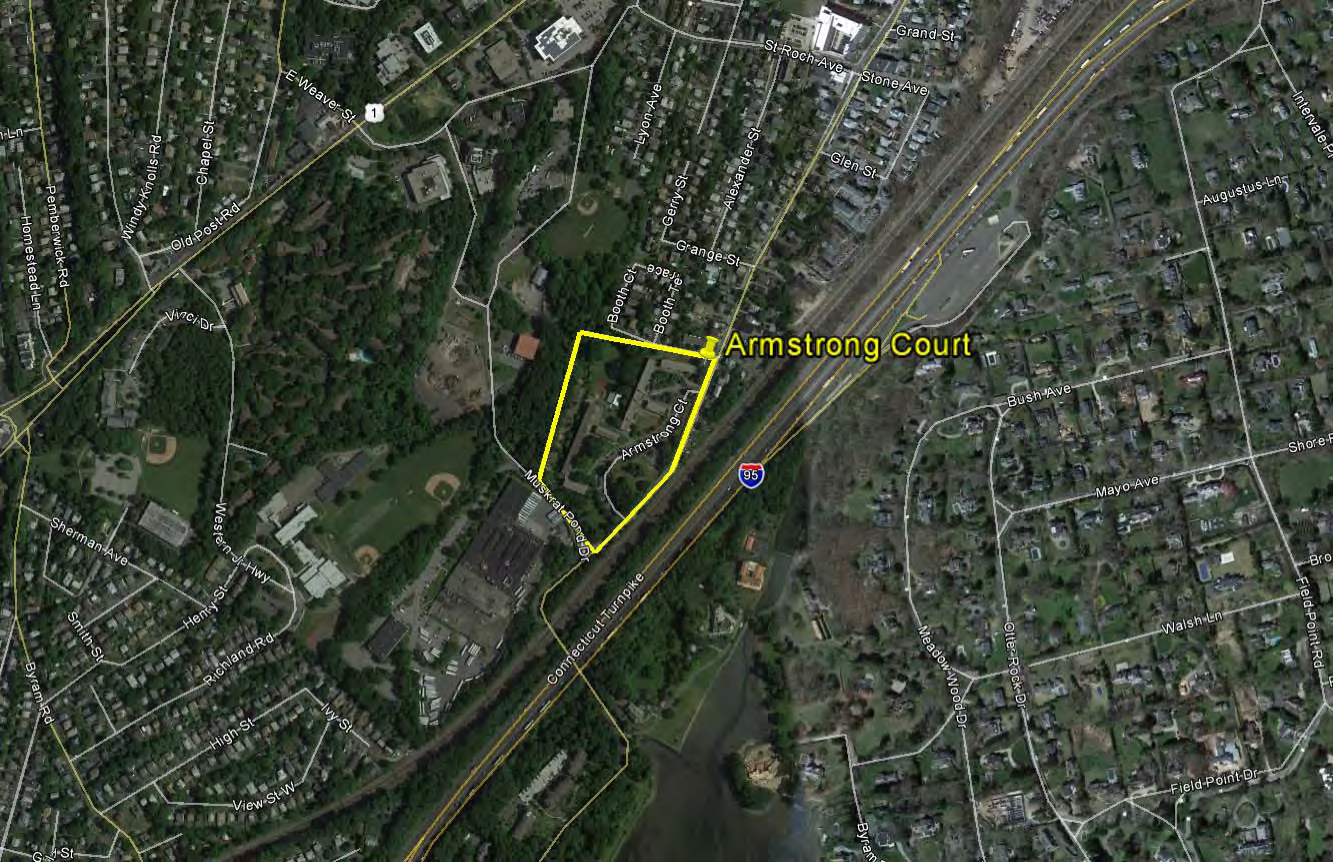 Grand St
St Roch Ave
Stone Ave
E Weaver St
1
Lyon Ave
Intervale Pl
Pemberwick Rd
Windy Knolls Rd
Chapel St
Alexander St
Glen St
Gerry St
Augustus Ln
Homestead Ln
Old Post Rd
Grange St
Booth Ct
Booth Terrace
Vinci Dr
Armstrong Court
Bush Ave
Armstrong Ct
Shore
Muskrat Pond Dr
95
Mayo Ave
Sherman Ave
Western Jr Hwy
Henry St
Connecticut Turnpike
Smith St
Field Point Rd
Walsh Ln
Richland Rd
Meadow Wood Dr
Otter Rock Dr
Byram Rd
Ivy St
High St
View St W
Field Point Dr
Byram